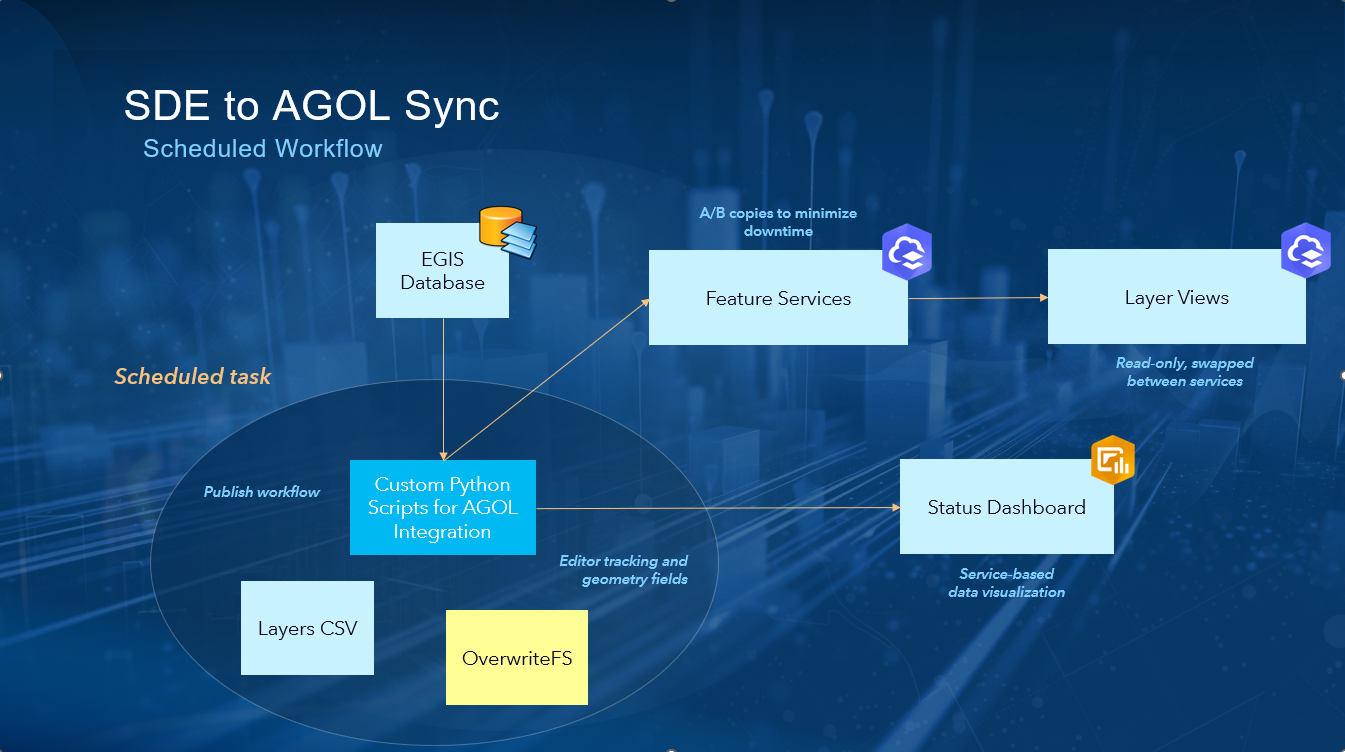 SDE to AGOL Sync
Scheduled Workflow
EGIS
Database
A/B copies to minimize
downtime
Feature Services
Layer Views
Read-only, swapped
between services
Scheduled task
Publish workflow
Custom Python
Scripts for AGOL
Integration
Status Dashboard
Service-based
data visualization
Editor tracking and
geometry fields
Layers CSV
OverwriteFS